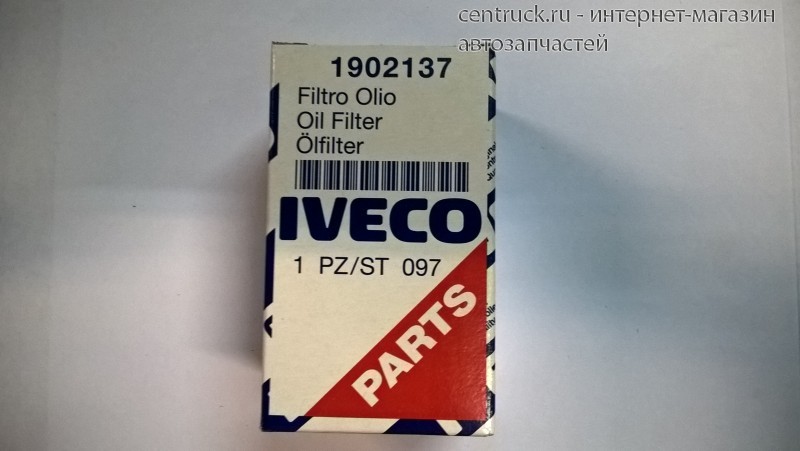 centruck.ru - интернет-магазин
автозапчастей
1902137
Filtro Olio
Oil Filter
Ölfilter
IVECO
1 PZ/ST 097
PARTS